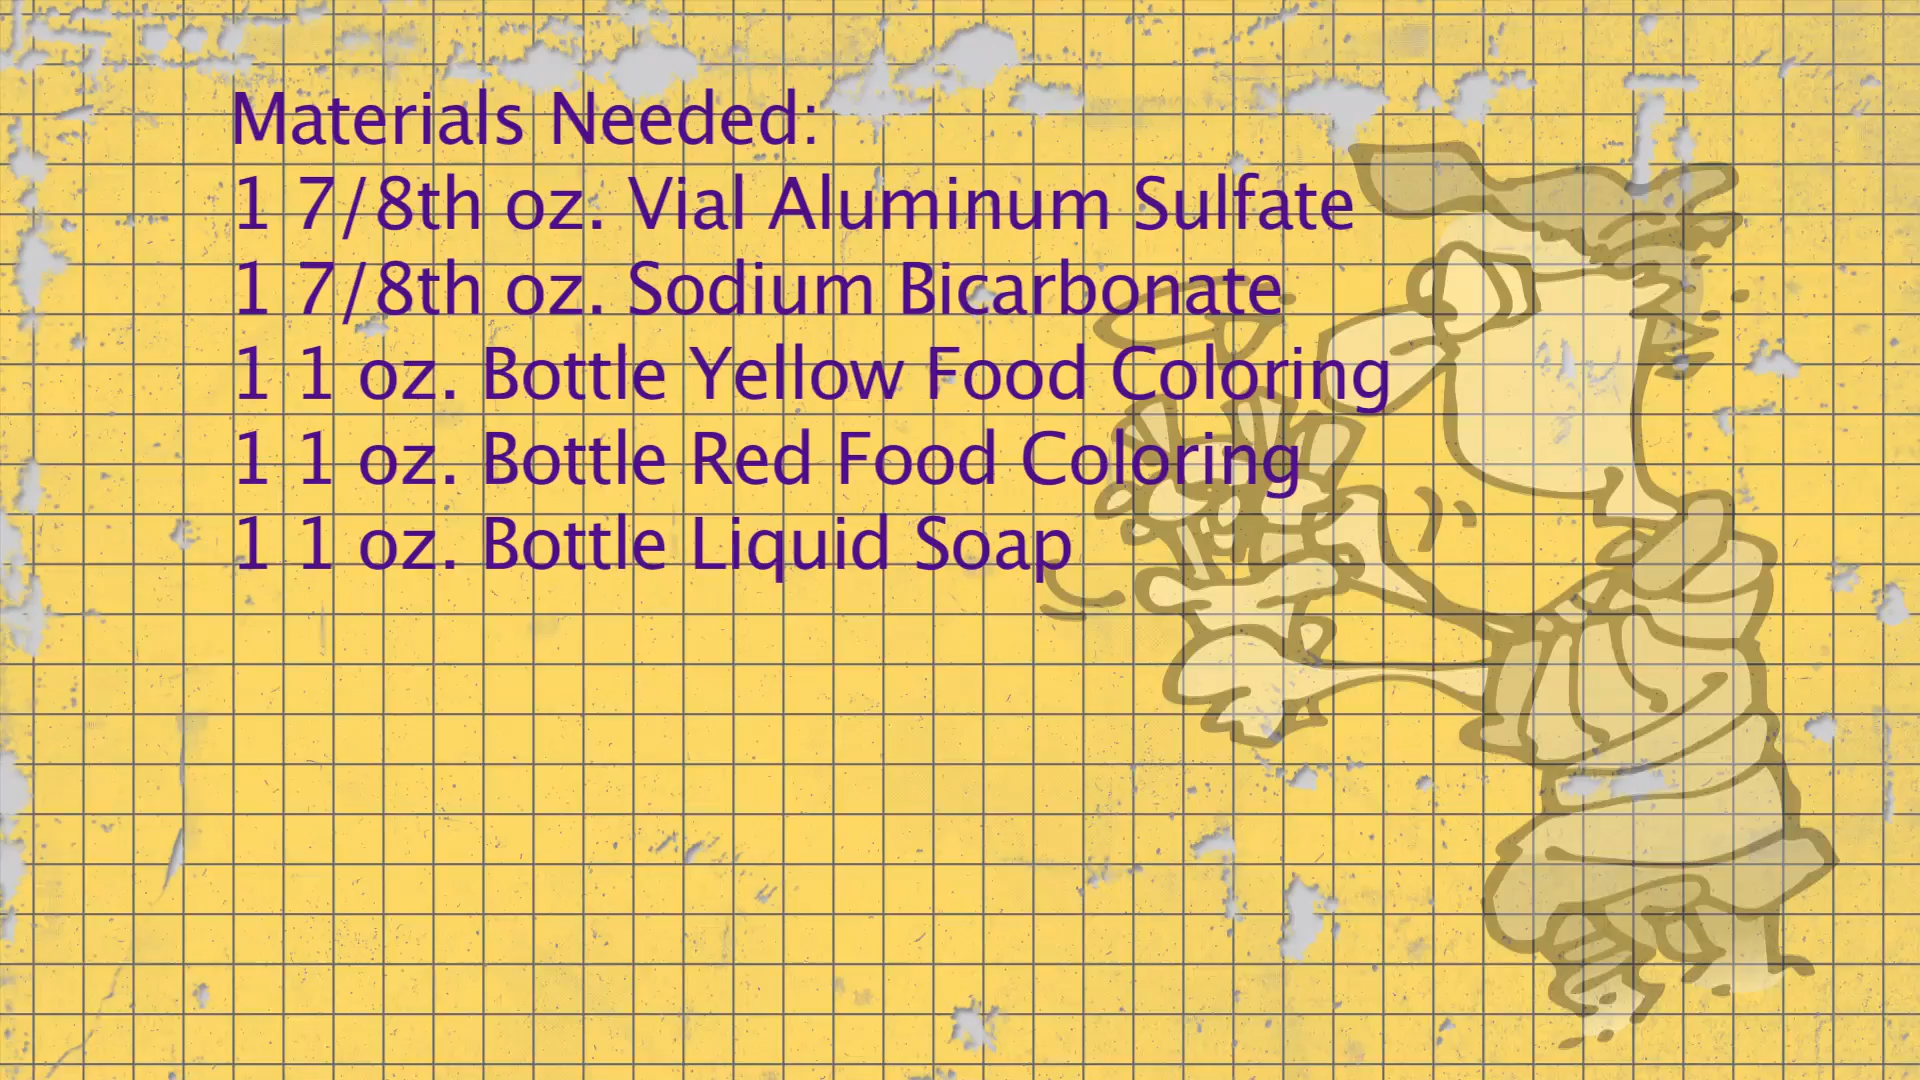 Materials Needed:
1 7/8th oz. Vial Aluminum Sulfate
1 7/8th oz. Sodium Bicarbonate
1 1 oz. Bottle Yellow Food Coloring
1 1 oz. Bottle Red Food Coloring
1 1 oz. Bottle Liquid Soap